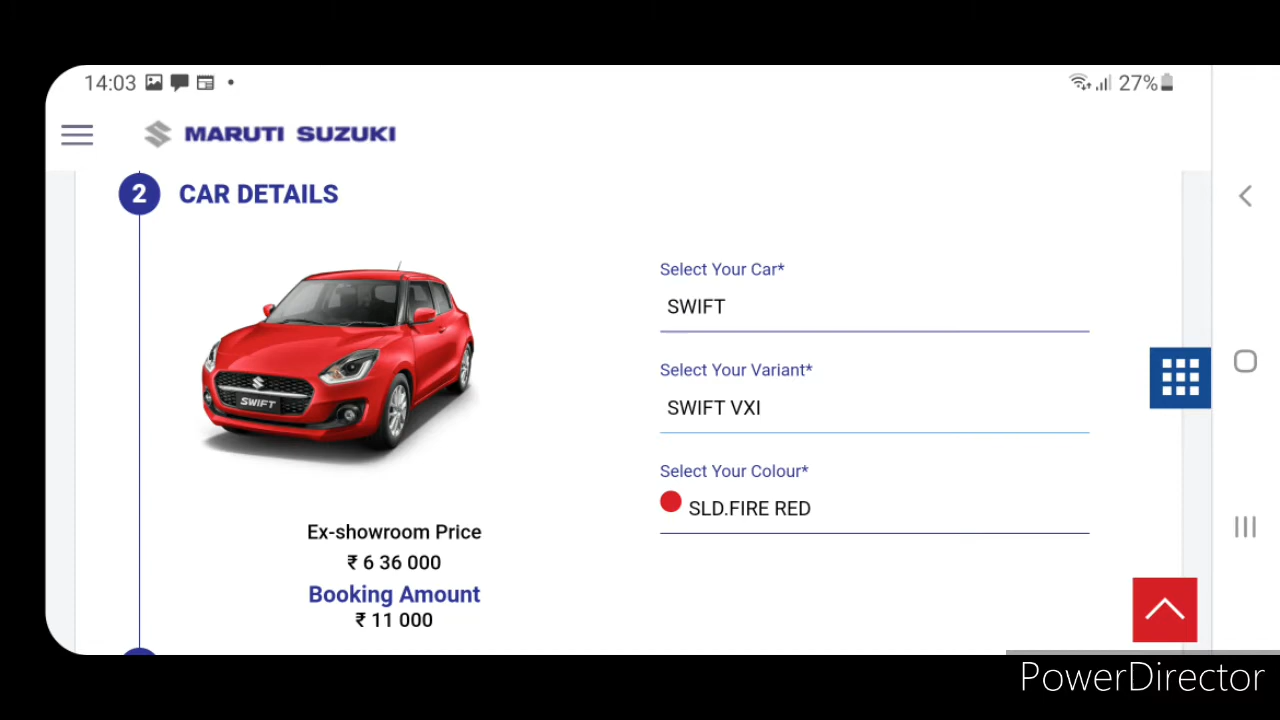 14:03
27%
MARUTI SUZUKI
2 CAR DETAILS
SWIFT
Select Your Car*
SWIFT
Select Your Variant*
SWIFT VXI
Select Your Colour*
SLD.FIRE RED
Ex-showroom Price
₹ 6 36 000
Booking Amount
₹ 11 000
PowerDirector